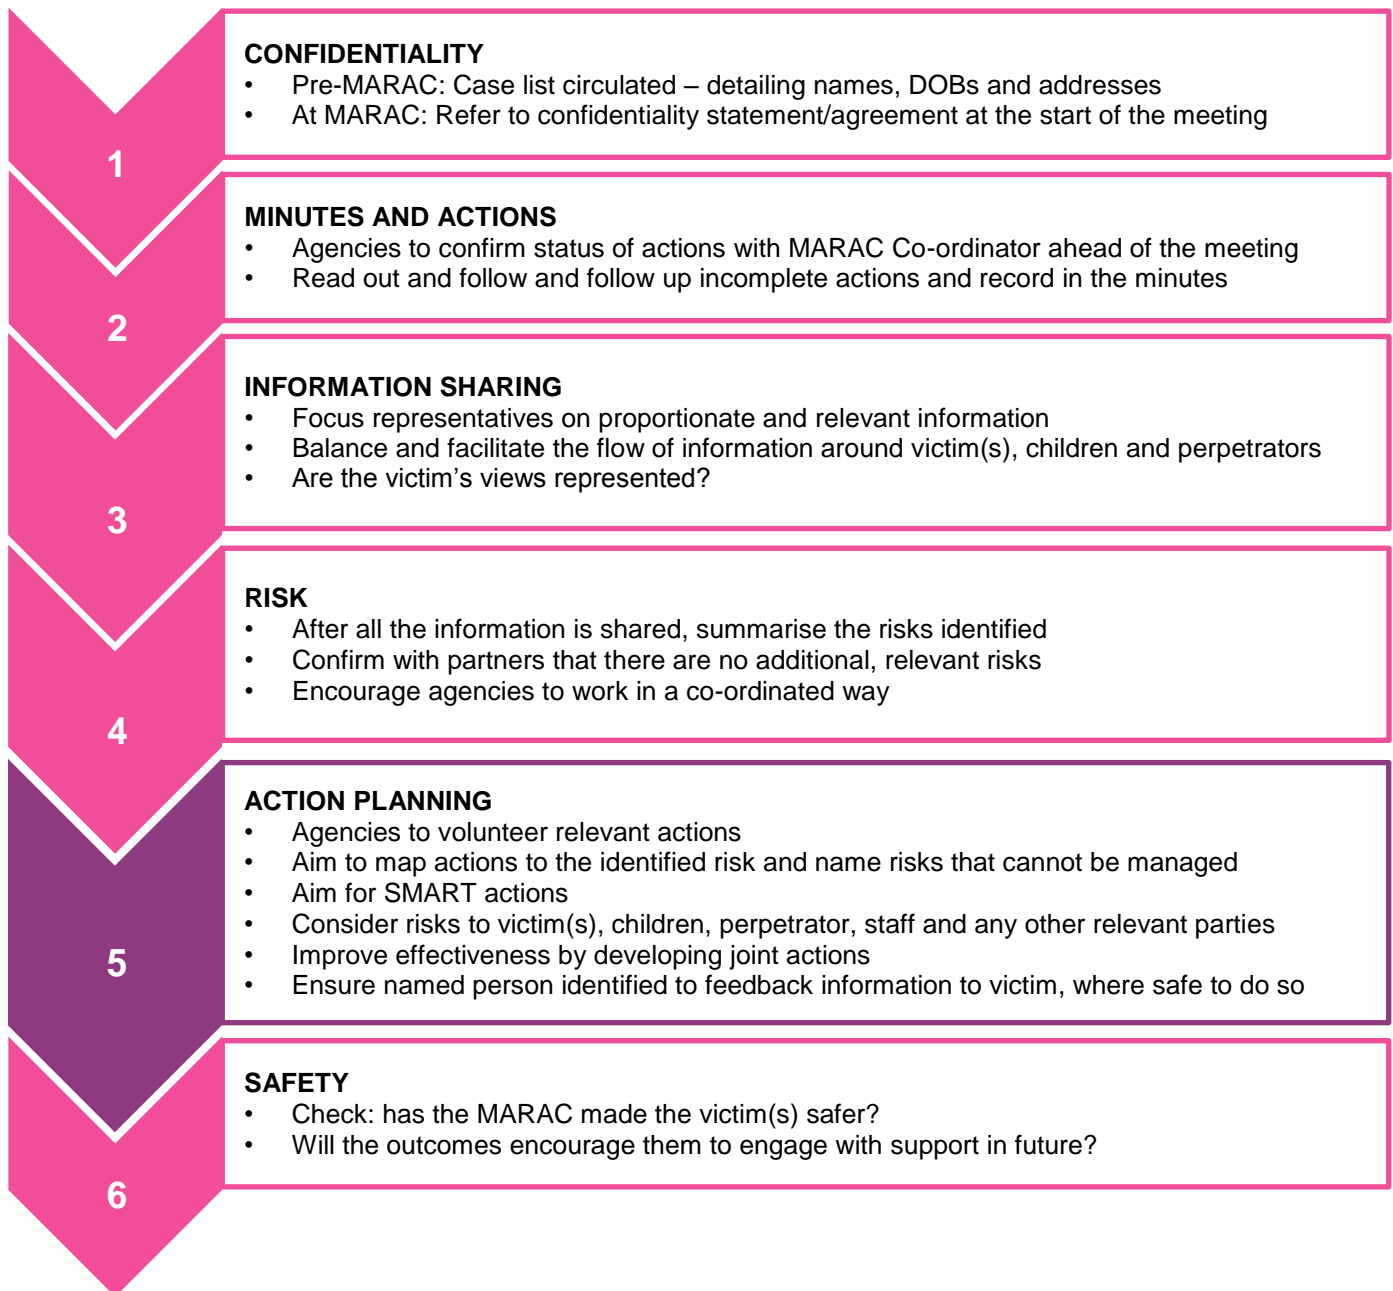 1
CONFIDENTIALITY
• Pre-MARAC: Case list circulated – detailing names, DOBs and addresses
• At MARAC: Refer to confidentiality statement/agreement at the start of the meeting
2
MINUTES AND ACTIONS
• Agencies to confirm status of actions with MARAC Co-ordinator ahead of the meeting
• Read out and follow and follow up incomplete actions and record in the minutes
3
INFORMATION SHARING
• Focus representatives on proportionate and relevant information
• Balance and facilitate the flow of information around victim(s), children and perpetrators
• Are the victim’s views represented?
4
RISK
• After all the information is shared, summarise the risks identified
• Confirm with partners that there are no additional, relevant risks
• Encourage agencies to work in a co-ordinated way
5
ACTION PLANNING
• Agencies to volunteer relevant actions
• Aim to map actions to the identified risk and name risks that cannot be managed
• Aim for SMART actions
• Consider risks to victim(s), children, perpetrator, staff and any other relevant parties
• Improve effectiveness by developing joint actions
• Ensure named person identified to feedback information to victim, where safe to do so
6
SAFETY
• Check: has the MARAC made the victim(s) safer?
• Will the outcomes encourage them to engage with support in future?